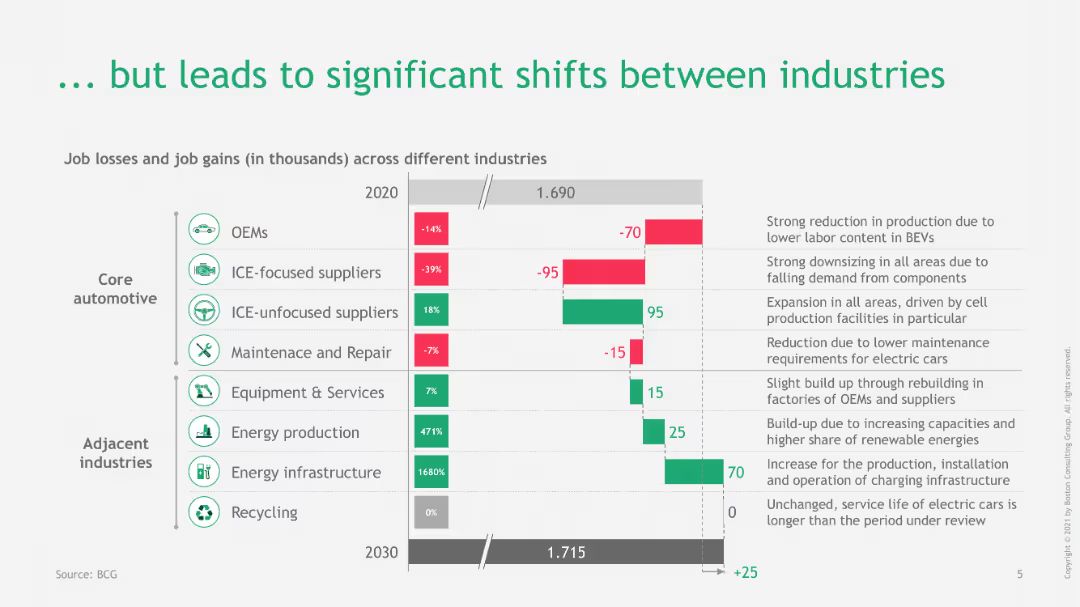 ... but leads to significant shifts between industries
Job losses and job gains (in thousands) across different industries
2020
1.690
Core
automotive
OEMs
-14%
-70
Strong reduction in production due to
lower labor content in BEVs
ICE-focused suppliers
-39%
-95
Strong downsizing in all areas due to
falling demand from components
ICE-unfocused suppliers
18%
95
Expansion in all areas, driven by cell
production facilities in particular
Maintenace and Repair
-7%
-15
Reduction due to lower maintenance
requirements for electric cars
Adjacent
industries
Equipment & Services
7%
15
Slight build up through rebuilding in
factories of OEMs and suppliers
Energy production
471%
25
Build-up due to increasing capacities and
higher share of renewable energies
Energy infrastructure
1680%
70
Increase for the production, installation
and operation of charging infrastructure
Recycling
0%
0
Unchanged, service life of electric cars is
longer than the period under review
2030
1.715
+25
Source: BCG
5
Copyright © 2021 by Boston Consulting Group. All rights reserved.